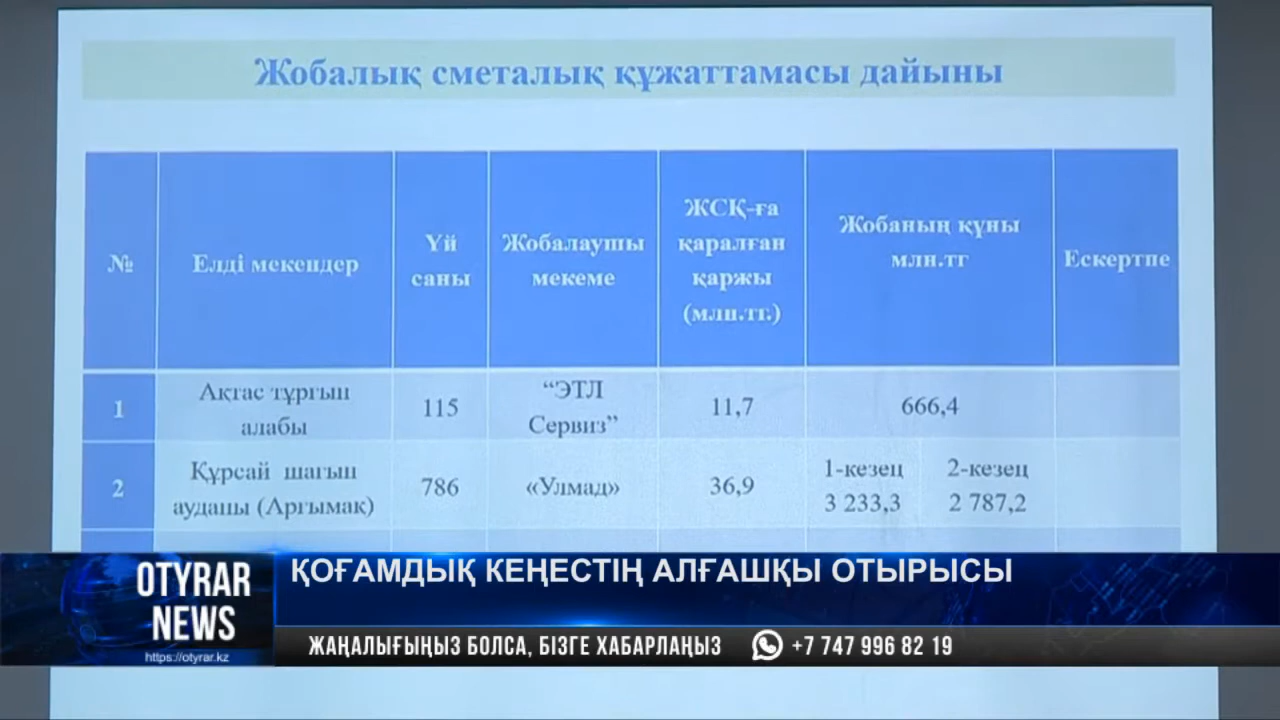 Жобалық сметалық құжаттамасы дайыны
№
Елді мекендер
Үй
саны
Жобалаушы
мекеме
ЖСҚ-ға
қаралған
қаржы
(млн.тг.)
Жобаның құны
млн.тг
Ескертпе
1
Ақтас тұрғын
алабы
115
“ЭТЛ
Сервиз”
11,7
666,4
2
Құрсай шағын
ауданы (Арғымақ)
786
«Улмад»
36,9
1-кезең
3 233,3
2-кезең
2 787,2
OTYRAR
NEWS
https://otyrar.kz
ҚОҒАМДЫҚ КЕҢЕСТІҢ АЛҒАШҚЫ ОТЫРЫСЫ
ЖАҢАЛЫҒЫҢЫЗ БОЛСА, БІЗГЕ ХАБАРЛАҢЫЗ
+7 747 996 82 19